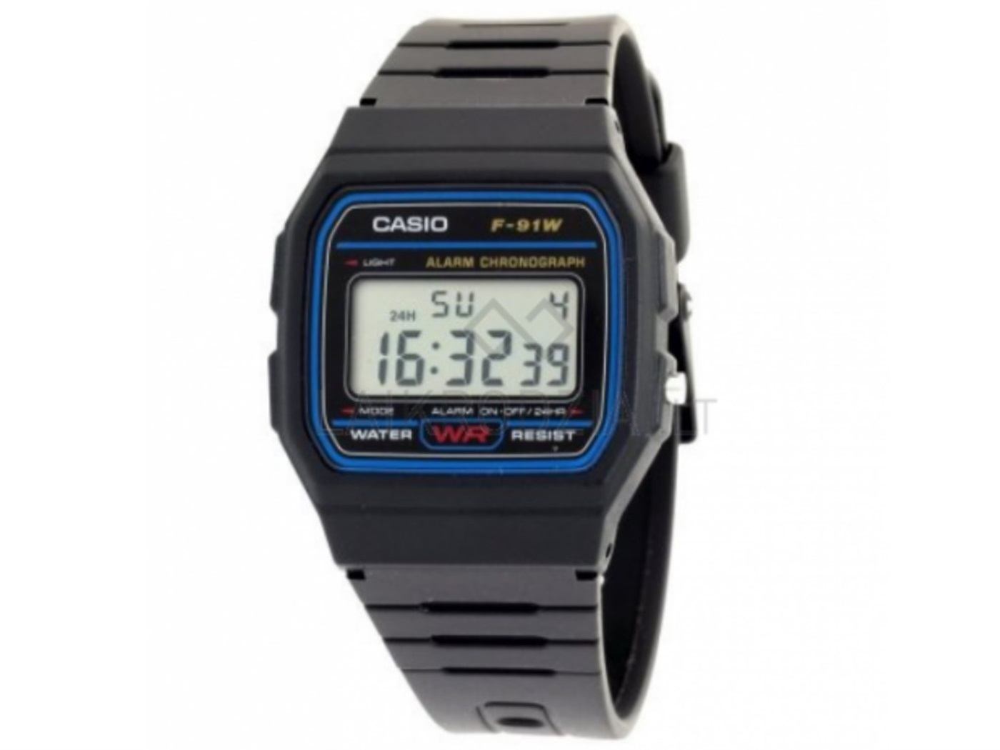 CASIO F-91W
LIGHT ALARM CHRONOGRAPH
SU 4
24H
16:32 39
MODE ALARM ON·OFF/24HR
WATER WR RESIST